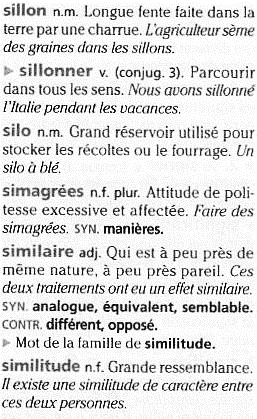 sillon n.m. Longue fente faite dans la
terre par une charrue. L'agriculteur sème
des graines dans les sillons.
▶ sillonner v. (conjug. 3). Parcourir
dans tous les sens. Nous avons sillonné
l'Italie pendant les vacances.
silo n.m. Grand réservoir utilisé pour
stocker les récoltes ou le fourrage. Un
silo à blé.
simagrées n.f. plur. Attitude de poli-
tesse excessive et affectée. Faire des
simagrées. SYN. manières.
similaire adj. Qui est à peu près de
même nature, à peu près pareil. Ces
deux traitements ont eu un effet similaire.
SYN. analogue, équivalent, semblable.
CONTR. différent, opposé.
▶ Mot de la famille de similitude.
similitude n.f. Grande ressemblance.
Il existe une similitude de caractère entre
ces deux personnes.